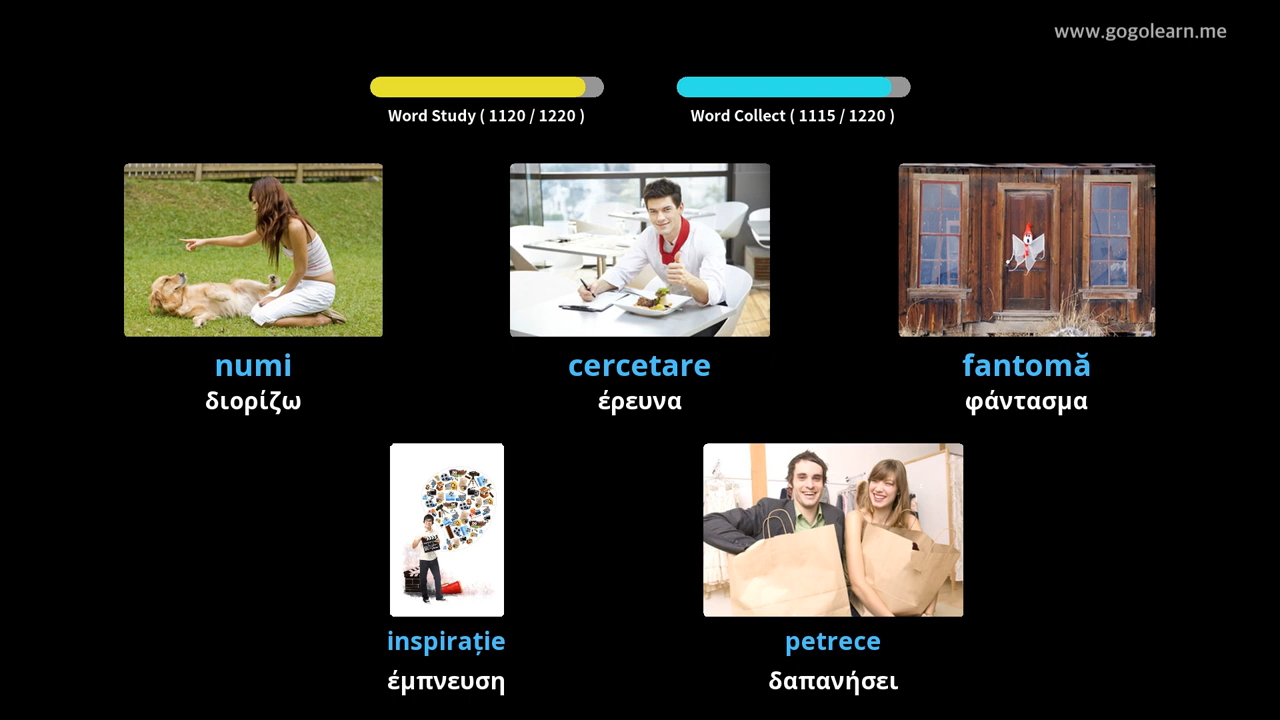 www.gogolearn.me
Word Study ( 1120 / 1220 )
Word Collect ( 1115 / 1220 )
numi
διορίζω
cercetare
έρευνα
fantomă
φάντασμα
inspirație
έμπνευση
petrece
δαπανήσει